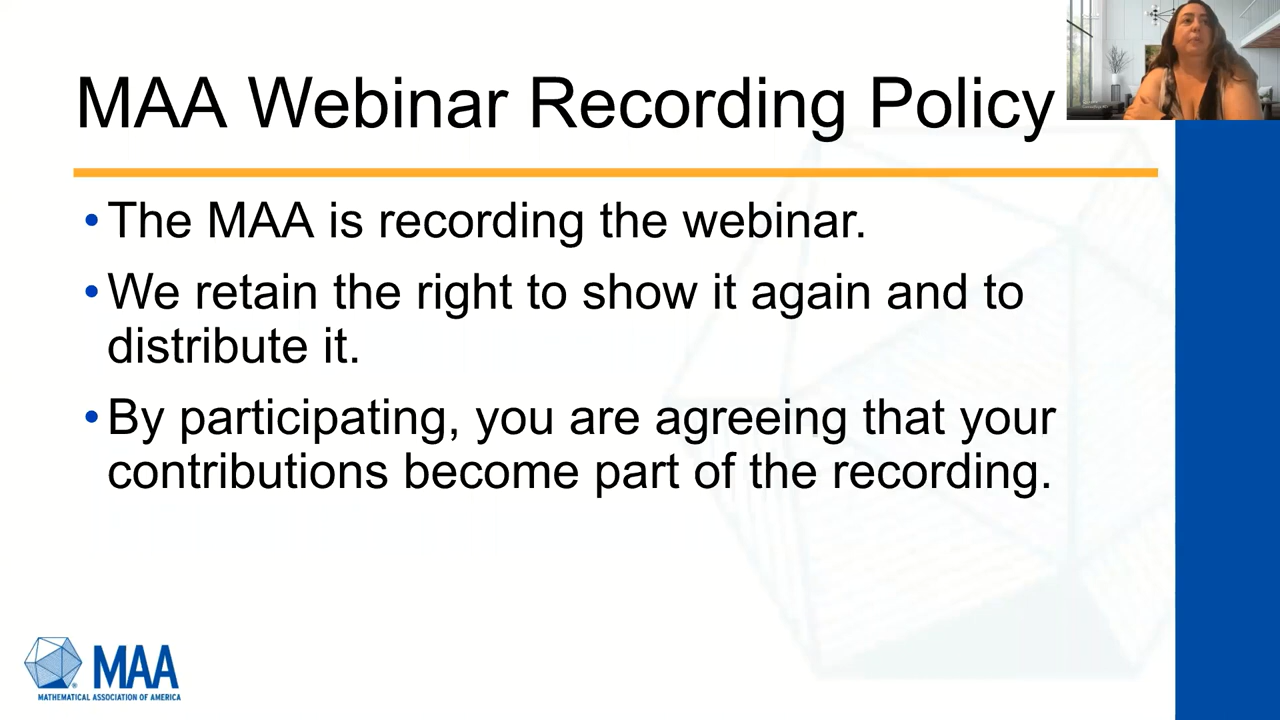 MAA Webinar Recording Policy
•The MAA is recording the webinar.
•We retain the right to show it again and to
distribute it.
•By participating, you are agreeing that your
contributions become part of the recording.
MAA
®
MATHEMATICAL ASSOCIATION OF AMERICA